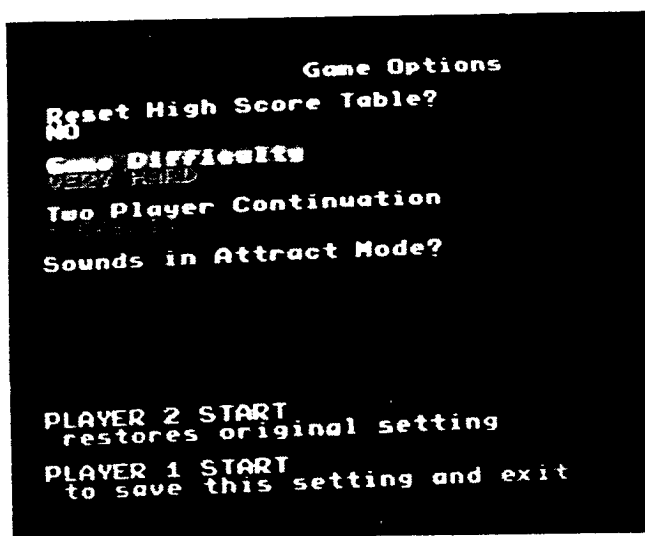 Game Options
Reset High Score Table?
NO
Game Difficulty
VERY HARD
Two Player Continuation
Sounds in Attract Mode?
PLAYER 2 START
restores original setting
PLAYER 1 START
to save this setting and exit